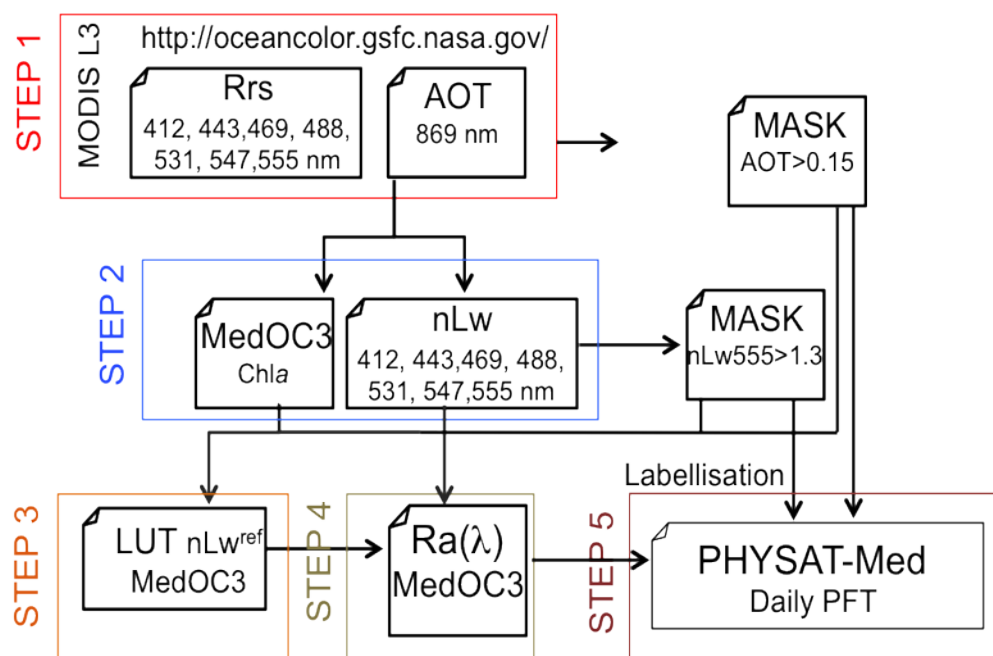 STEP 1
MODIS L3
http://oceancolor.gsfc.nasa.gov/
Rrs
412, 443,469, 488,
531, 547,555 nm
AOT
869 nm
MASK
AOT>0.15
STEP 2
MedOC3
Chla
nLw
412, 443,469, 488,
531, 547,555 nm
MASK
nLw555>1.3
Labellisation
STEP 3
LUT nLwʳᵉᶠ
MedOC3
STEP 4
Ra(λ)
MedOC3
STEP 5
PHYSAT-Med
Daily PFT